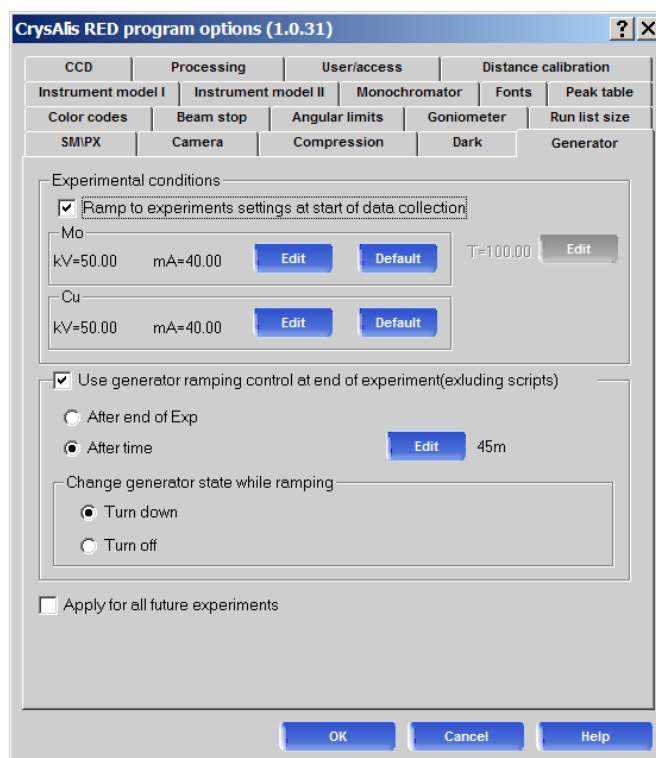 CrysAlis RED program options (1.0.31)
CCD Processing User/access Distance calibration
Instrument model I Instrument model II Monochromator Fonts Peak table
Color codes Beam stop Angular limits Goniometer Run list size
SM\PX Camera Compression Dark Generator
Experimental conditions
Ramp to experiments settings at start of data collection
Mo
kV=50.00 mA=40.00 Edit Default T=100.00 Edit
Cu
kV=50.00 mA=40.00 Edit Default
Use generator ramping control at end of experiment(exluding scripts)
After end of Exp
After time Edit 45m
Change generator state while ramping
Turn down
Turn off
Apply for all future experiments
OK Cancel Help